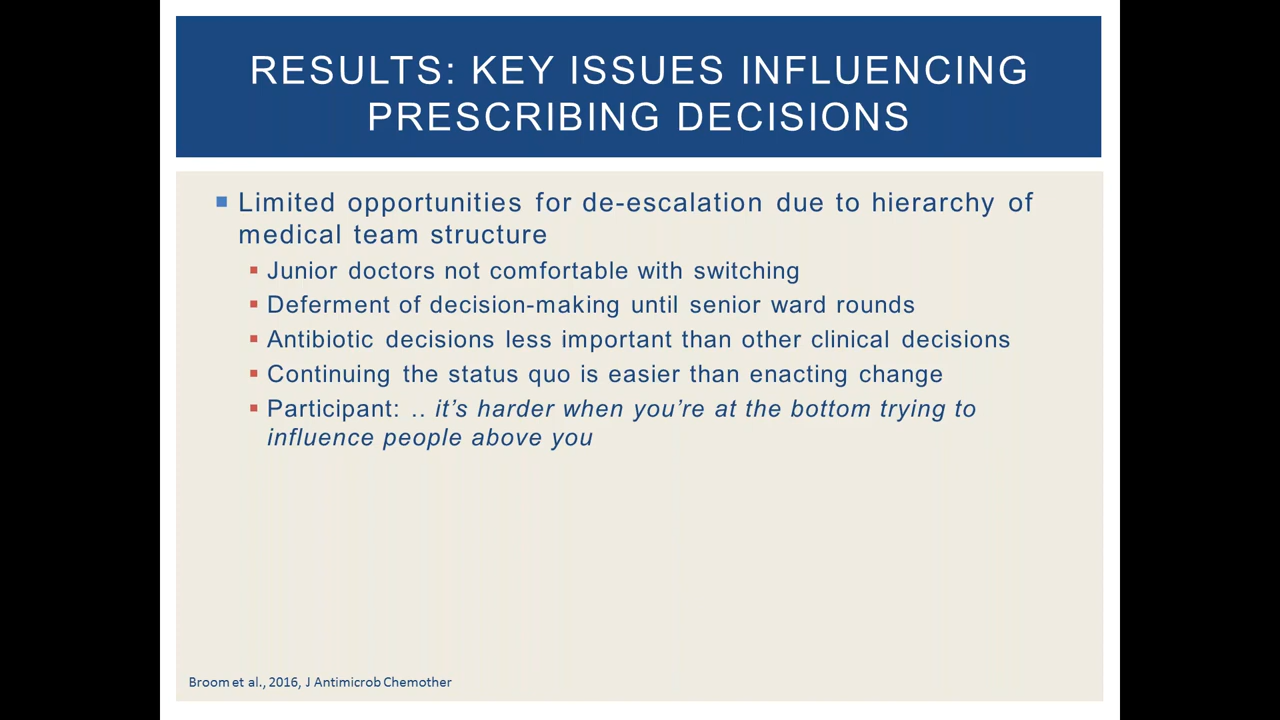 RESULTS: KEY ISSUES INFLUENCING
PRESCRIBING DECISIONS
Limited opportunities for de-escalation due to hierarchy of
medical team structure
Junior doctors not comfortable with switching
Deferment of decision-making until senior ward rounds
Antibiotic decisions less important than other clinical decisions
Continuing the status quo is easier than enacting change
Participant: .. it's harder when you're at the bottom trying to
influence people above you
Broom et al., 2016, J Antimicrob Chemother